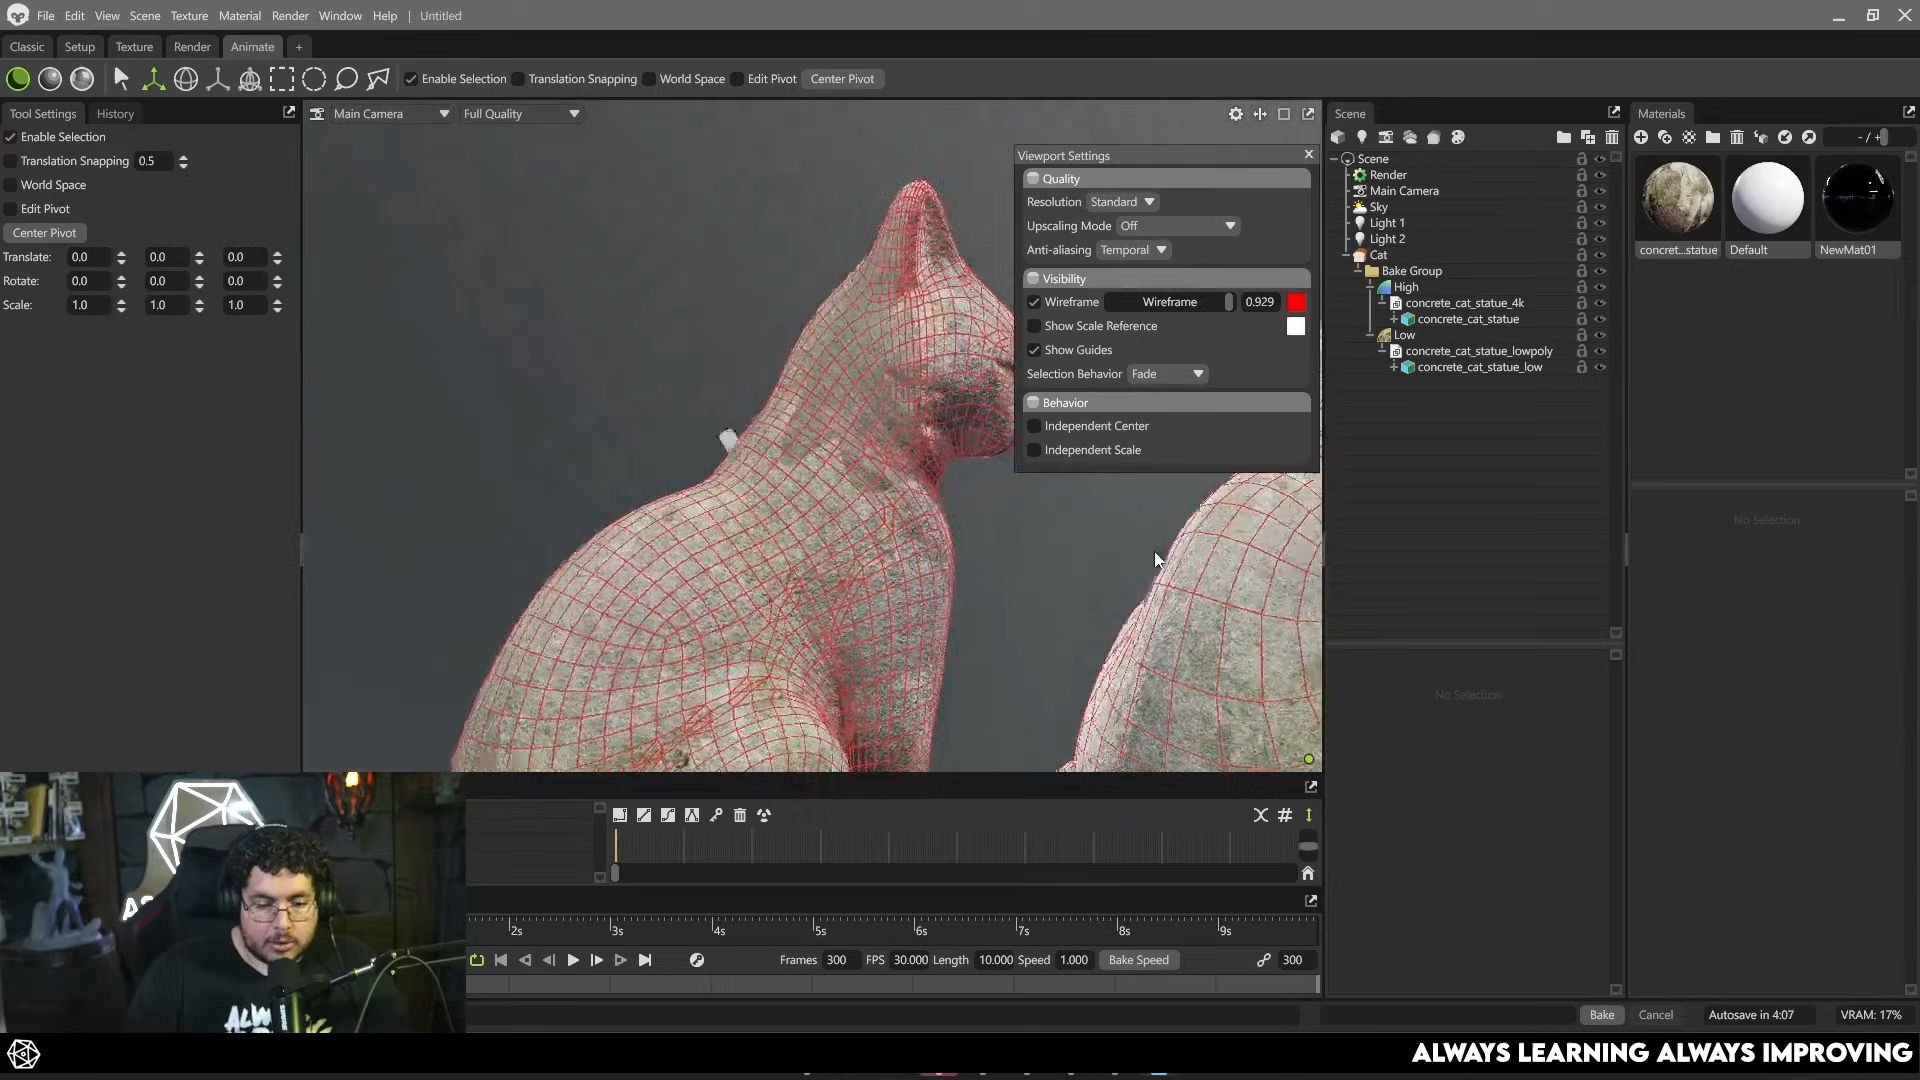 File Edit View Scene Texture Material Render Window Help | Untitled
Classic Setup Texture Render Animate +
Enable Selection Translation Snapping World Space Edit Pivot Center Pivot
Tool Settings History
Enable Selection
Translation Snapping 0.5
World Space
Edit Pivot
Center Pivot
Translate: 0.0 0.0 0.0
Rotate: 0.0 0.0 0.0
Scale: 1.0 1.0 1.0
Main Camera Full Quality
Viewport Settings
Quality
Resolution Standard
Upscaling Mode Off
Anti-aliasing Temporal
Visibility
Wireframe Wireframe 0.929
Show Scale Reference
Show Guides
Selection Behavior Fade
Behavior
Independent Center
Independent Scale
Scene
Scene
Render
Main Camera
Sky
Light 1
Light 2
Cat
Bake Group
High
concrete_cat_statue_4k
concrete_cat_statue
Low
concrete_cat_statue_lowpoly
concrete_cat_statue_low
No Selection
Materials
- / +
concret...statue Default NewMat01
No Selection
2s 3s 4s 5s 6s 7s 8s 9s
Frames 300 FPS 30.000 Length 10.000 Speed 1.000 Bake Speed 300
Bake Cancel Autosave in 4:07 VRAM: 17%
ALWAYS LEARNING ALWAYS IMPROVING